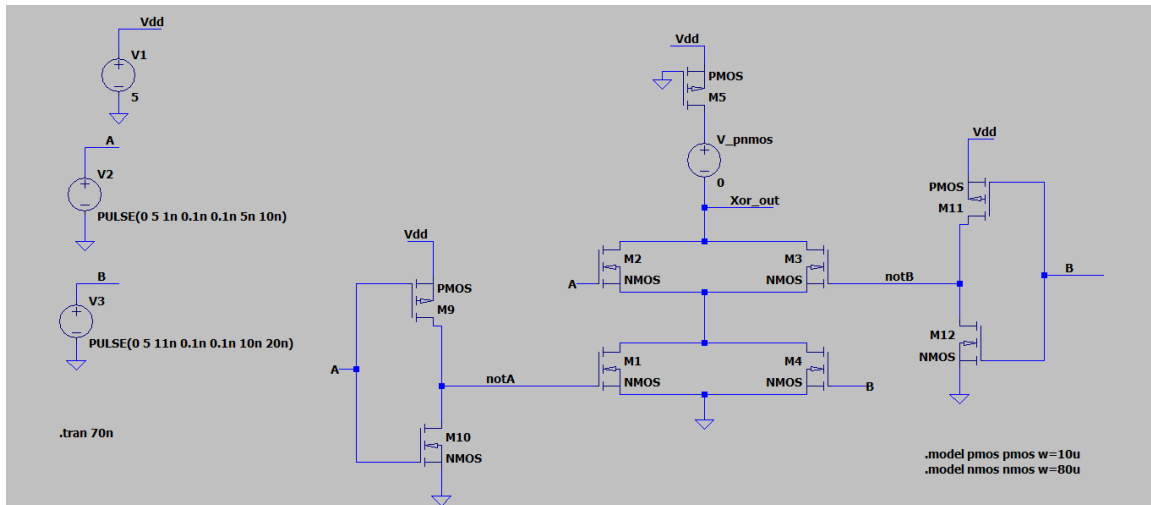 Vdd
V1
5
A
V2
PULSE(0 5 1n 0.1n 0.1n 5n 10n)
B
V3
PULSE(0 5 11n 0.1n 0.1n 10n 20n)
.tran 70n
Vdd
PMOS
M9
A
notA
M10
NMOS
Vdd
PMOS
M5
V_pnmos
0
Xor_out
M2
NMOS
A
M3
NMOS
notB
M1
NMOS
M4
NMOS
B
Vdd
PMOS
M11
B
M12
NMOS
.model pmos pmos w=10u
.model nmos nmos w=80u